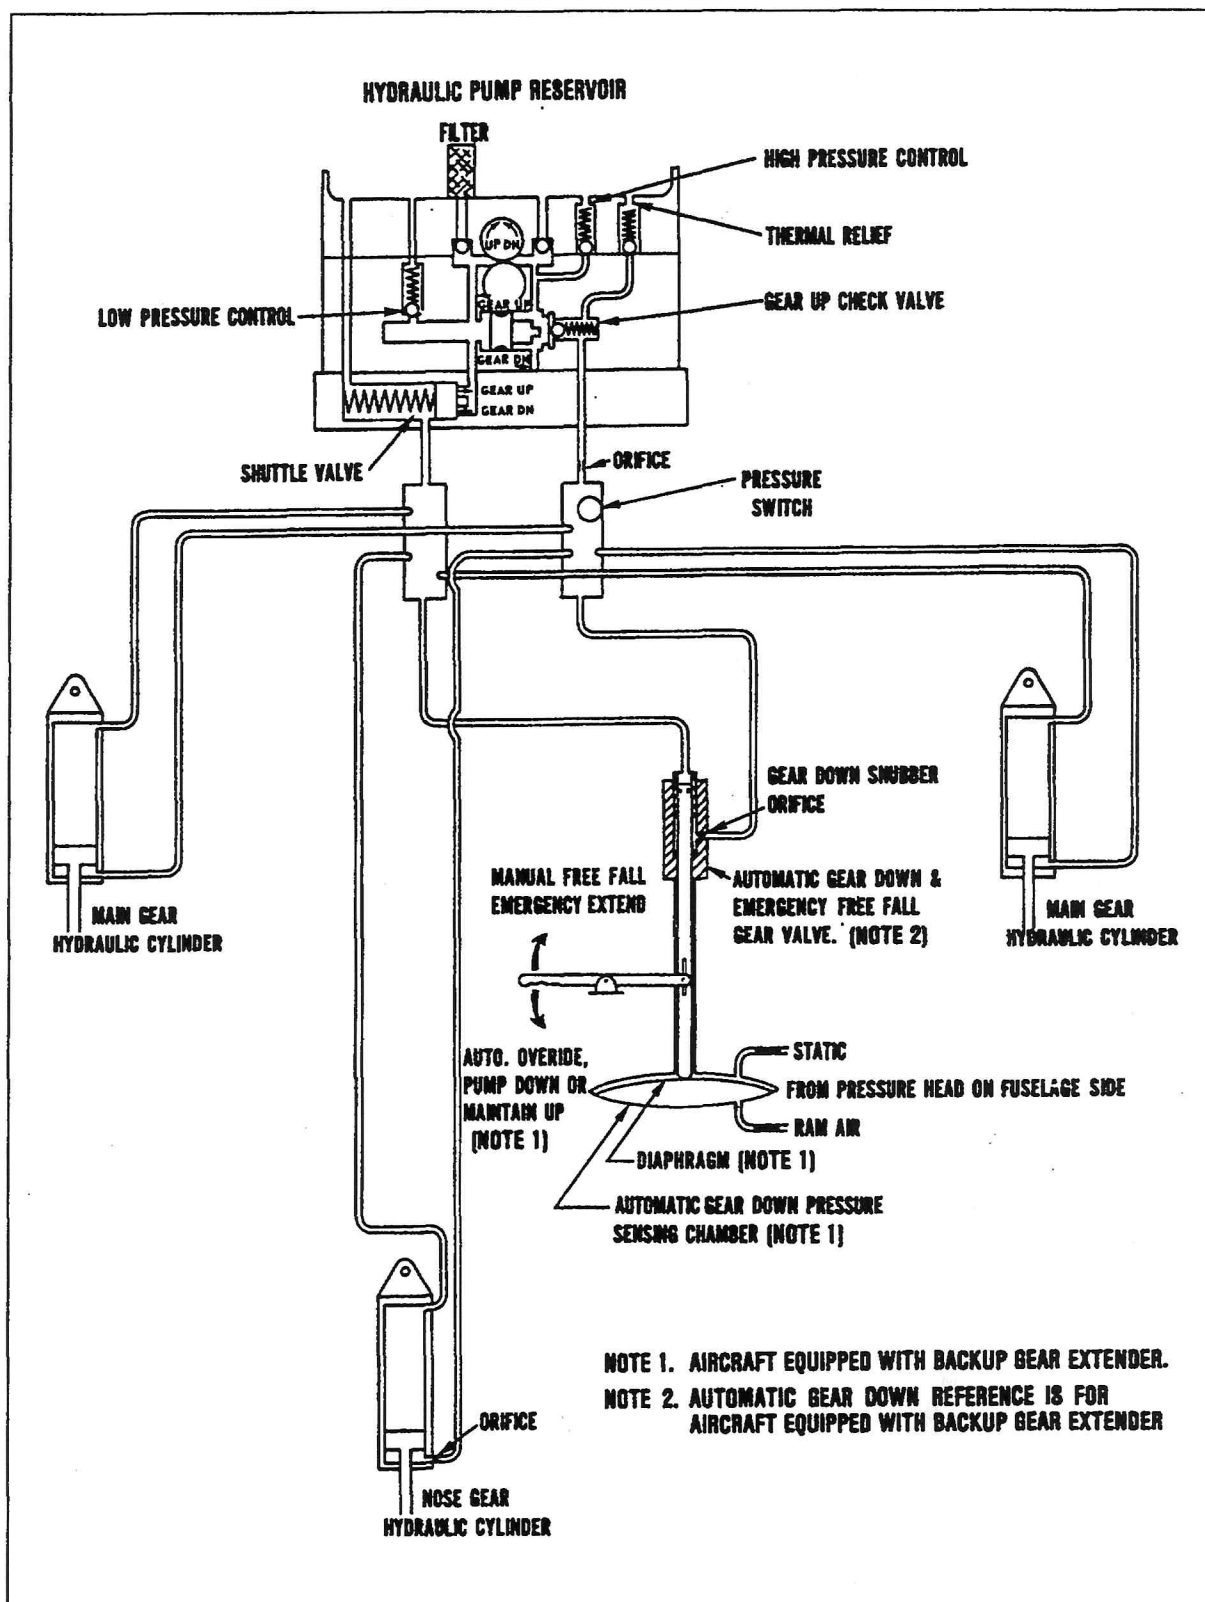 HYDRAULIC PUMP RESERVOIR
FILTER
HIGH PRESSURE CONTROL
THERMAL RELIEF
UP DN
GEAR UP CHECK VALVE
GEAR UP
LOW PRESSURE CONTROL
GEAR DN
GEAR UP
GEAR DN
SHUTTLE VALVE
ORIFICE
PRESSURE
SWITCH
GEAR DOWN SNUBBER
ORIFICE
MANUAL FREE FALL
EMERGENCY EXTEND
AUTOMATIC GEAR DOWN &
EMERGENCY FREE FALL
GEAR VALVE. (NOTE 2)
MAIN GEAR
HYDRAULIC CYLINDER
MAIN GEAR
HYDRAULIC CYLINDER
AUTO. OVERIDE,
PUMP DOWN OR
MAINTAIN UP
(NOTE 1)
STATIC
FROM PRESSURE HEAD ON FUSELAGE SIDE
RAM AIR
DIAPHRAGM (NOTE 1)
AUTOMATIC GEAR DOWN PRESSURE
SENSING CHAMBER (NOTE 1)
NOTE 1. AIRCRAFT EQUIPPED WITH BACKUP GEAR EXTENDER.
NOTE 2. AUTOMATIC GEAR DOWN REFERENCE IS FOR
AIRCRAFT EQUIPPED WITH BACKUP GEAR EXTENDER
ORIFICE
NOSE GEAR
HYDRAULIC CYLINDER